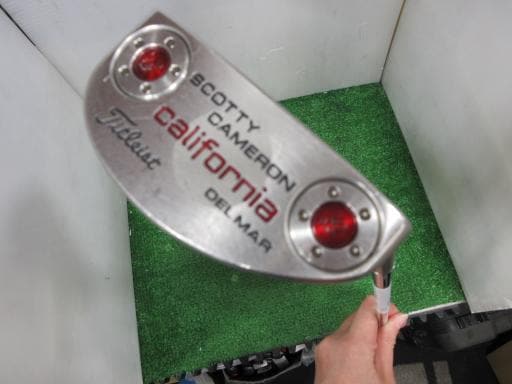 SCOTTY
CAMERON
california
DEL MAR
Titleist